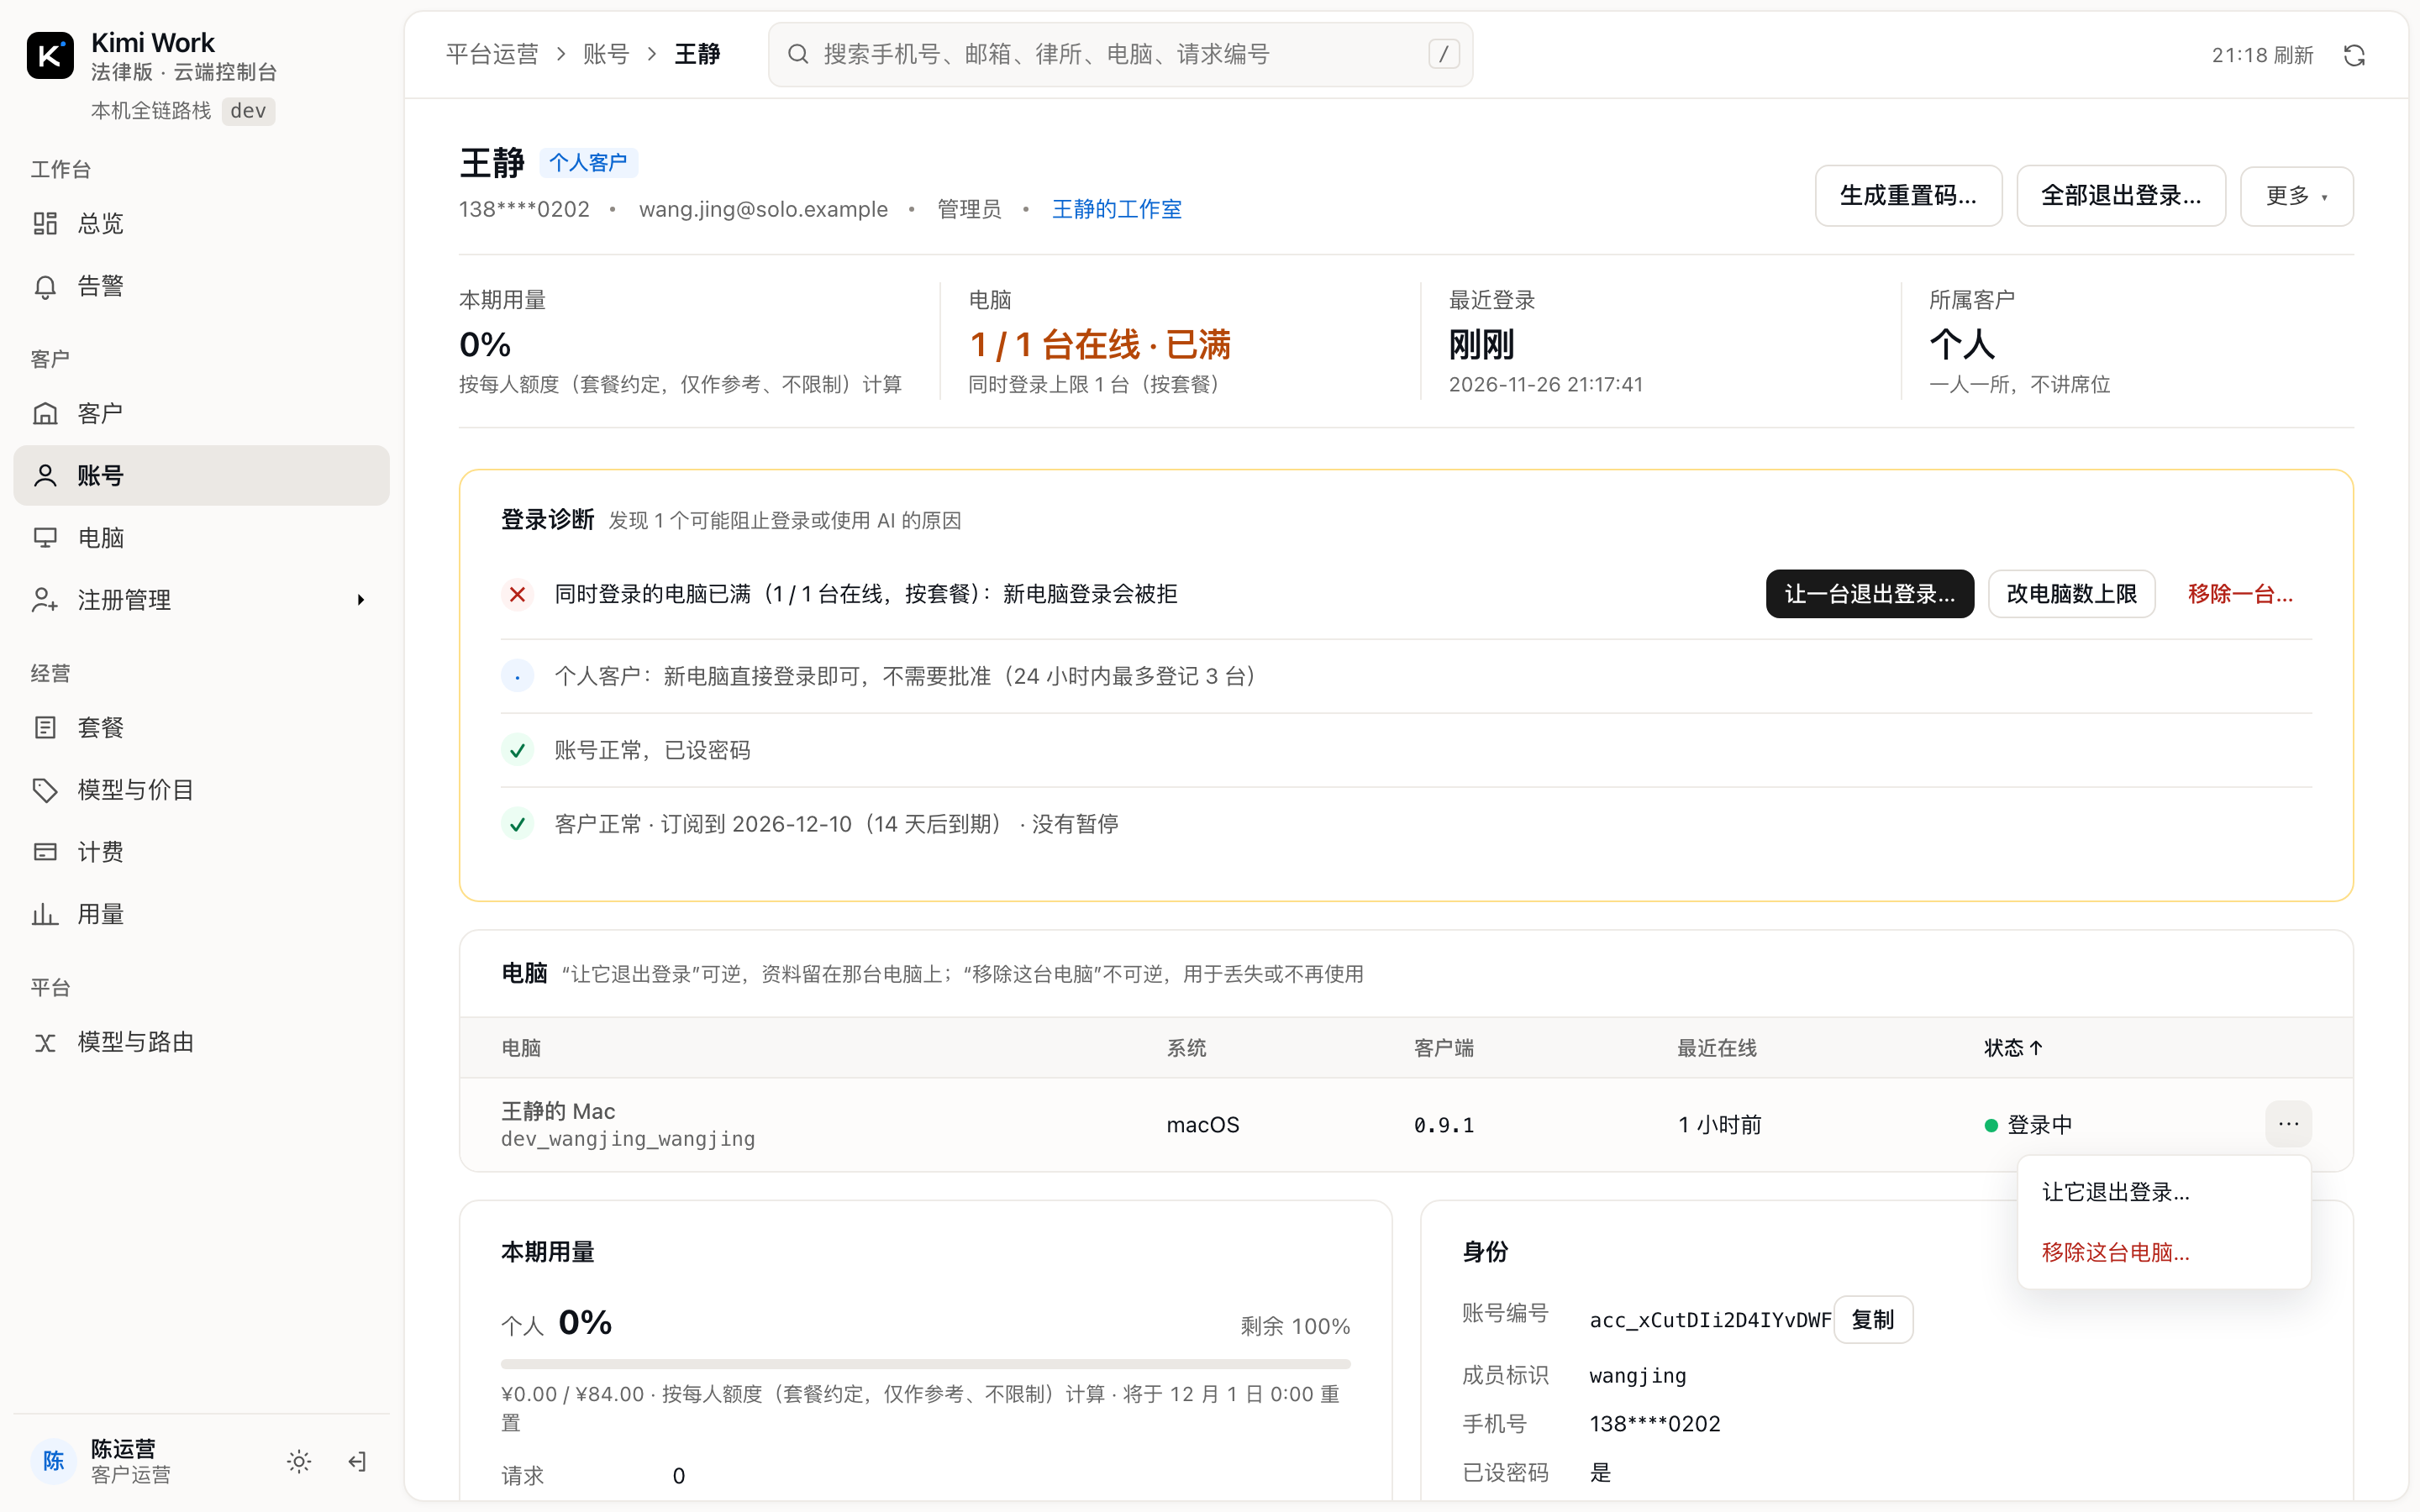 Kimi Work
法律版 · 云端控制台
本机全链路栈 dev
工作台
总览
告警
客户
客户
账号
电脑
注册管理
经营
套餐
模型与价目
计费
用量
平台
模型与路由
陈
陈运营
客户运营
平台运营 > 账号 > 王静
搜索手机号、邮箱、律所、电脑、请求编号 /
21:18 刷新
王静 个人客户
138****0202 • wang.jing@solo.example • 管理员 • 王静的工作室
生成重置码... 全部退出登录... 更多
本期用量
0%
按每人额度（套餐约定，仅作参考、不限制）计算
电脑
1 / 1 台在线 · 已满
同时登录上限 1 台（按套餐）
最近登录
刚刚
2026-11-26 21:17:41
所属客户
个人
一人一所，不讲席位
登录诊断 发现 1 个可能阻止登录或使用 AI 的原因
同时登录的电脑已满（1 / 1 台在线，按套餐）：新电脑登录会被拒 让一台退出登录... 改电脑数上限 移除一台...
个人客户：新电脑直接登录即可，不需要批准（24 小时内最多登记 3 台）
账号正常，已设密码
客户正常 · 订阅到 2026-12-10（14 天后到期） · 没有暂停
电脑 “让它退出登录”可逆，资料留在那台电脑上；“移除这台电脑”不可逆，用于丢失或不再使用
电脑 系统 客户端 最近在线 状态 ↑
王静的 Mac
dev_wangjing_wangjing
macOS 0.9.1 1 小时前 登录中 ...
让它退出登录...
移除这台电脑...
本期用量
个人 0% 剩余 100%
¥0.00 / ¥84.00 · 按每人额度（套餐约定，仅作参考、不限制）计算 · 将于 12 月 1 日 0:00 重
置
请求 0
身份
账号编号 acc_xCutDIi2D4IYvDWF 复制
成员标识 wangjing
手机号 138****0202
已设密码 是